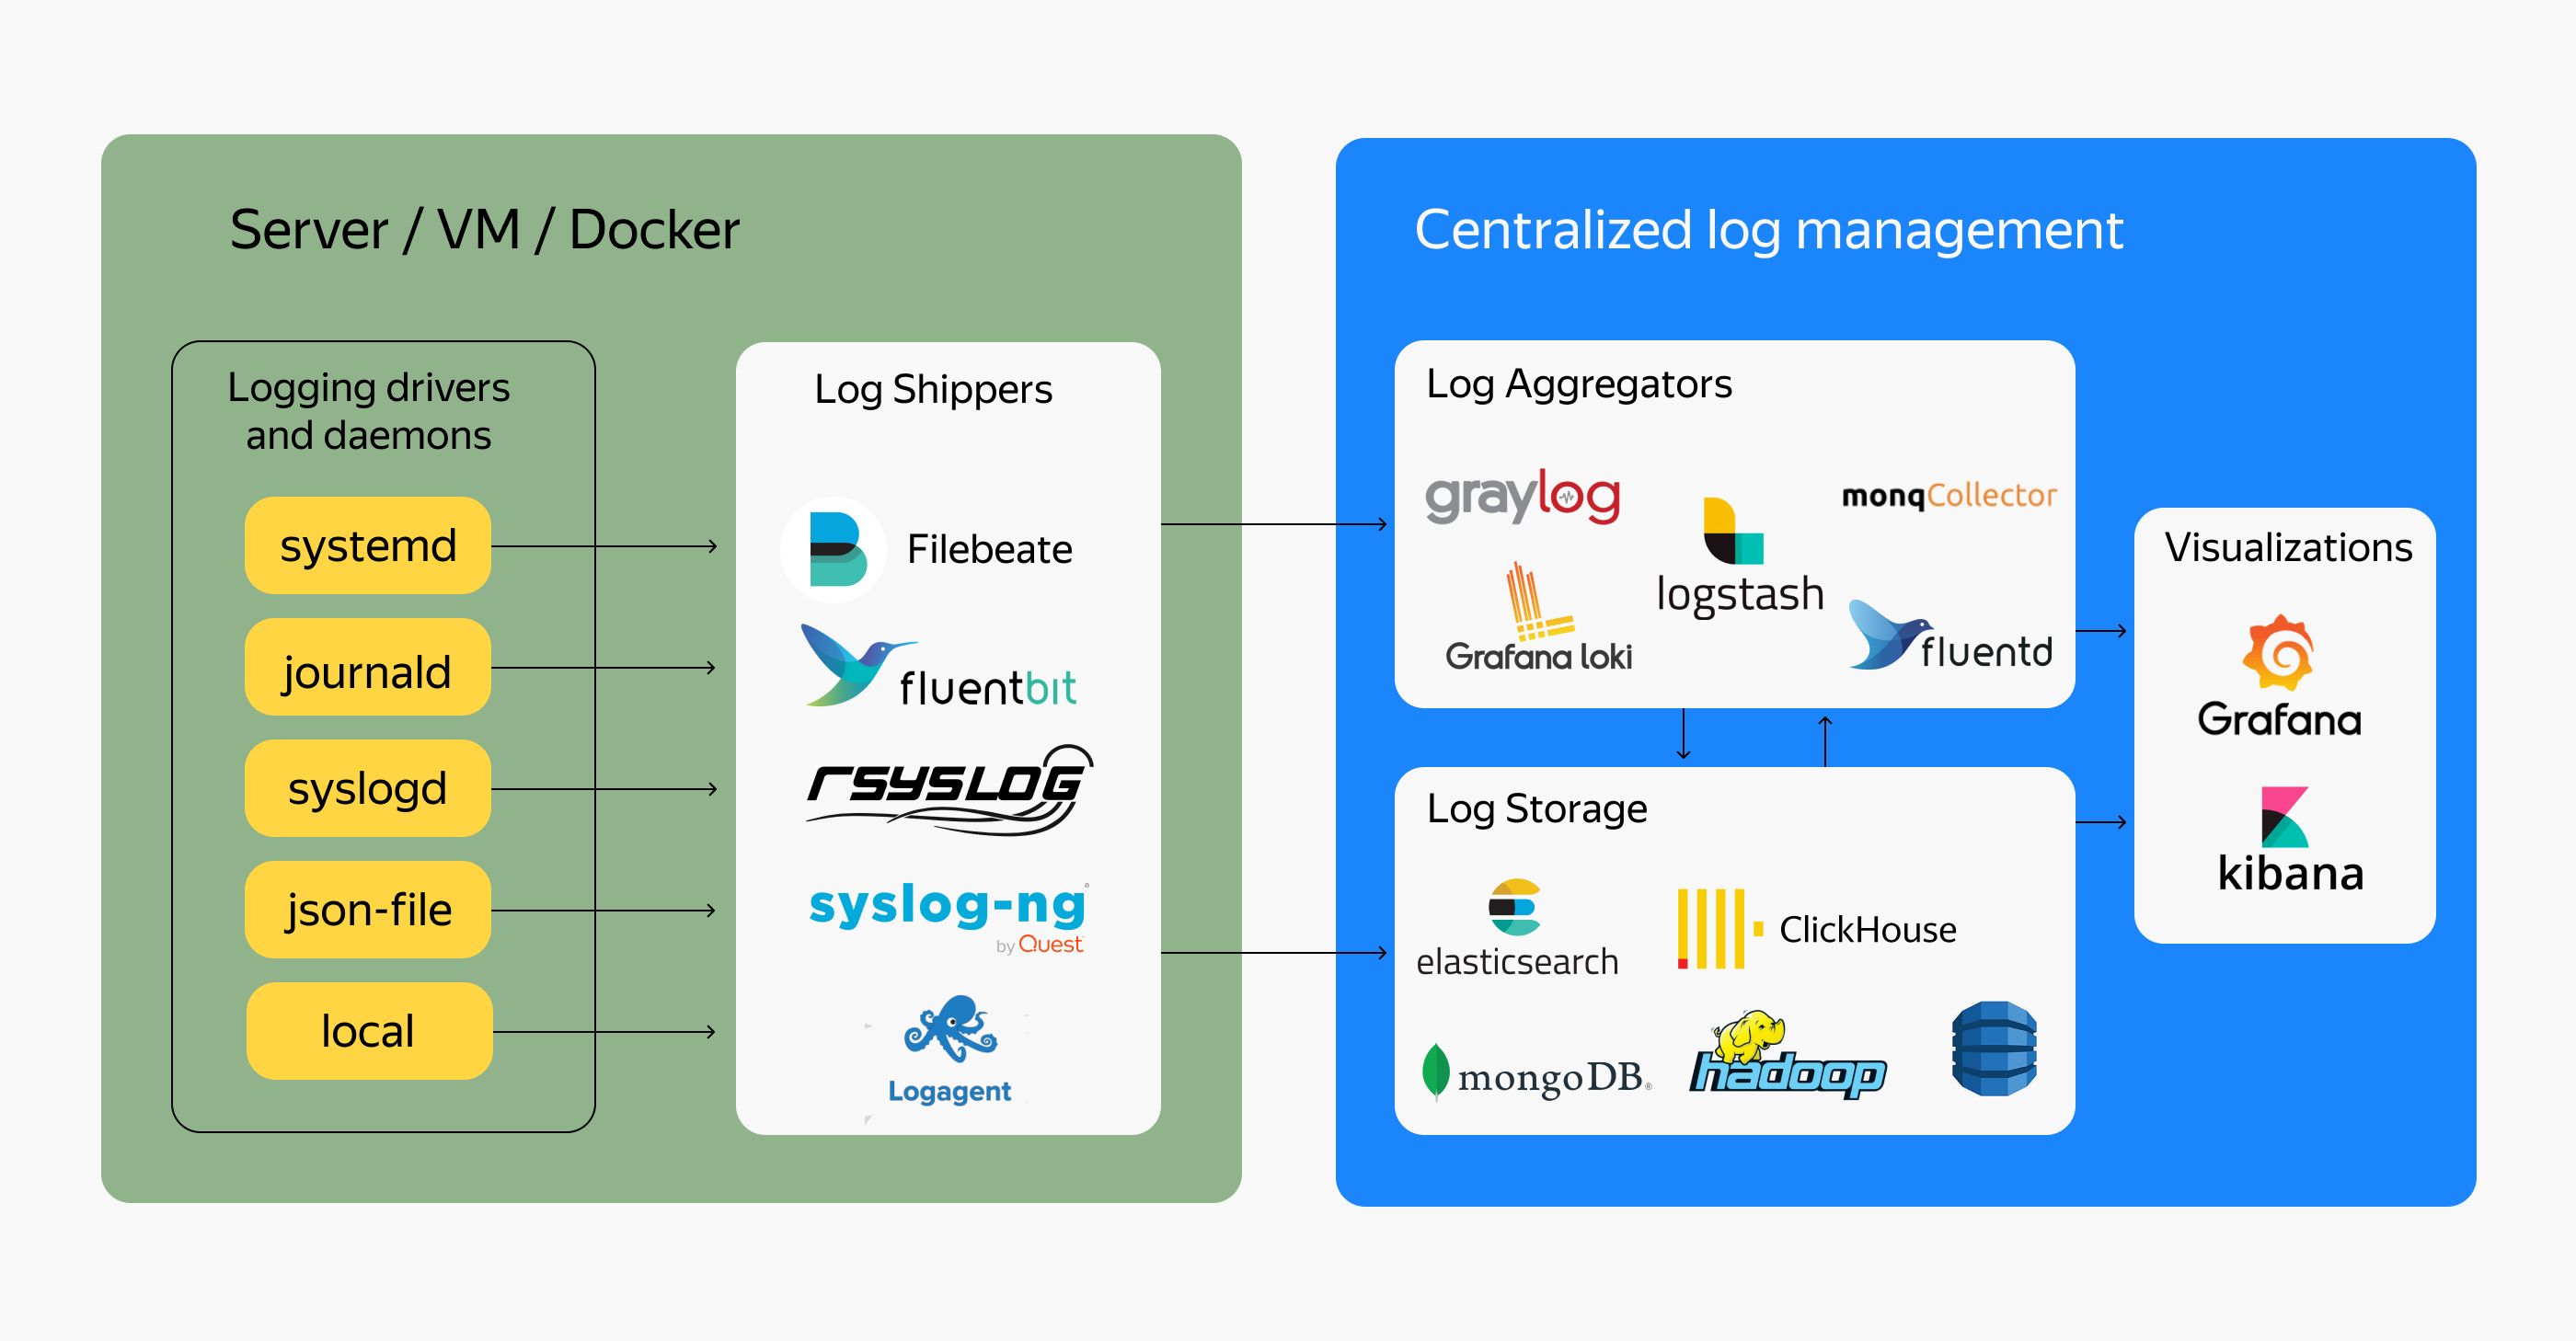 Server / VM / Docker
Logging drivers
and daemons
systemd
journald
syslogd
json-file
local
Log Shippers
Filebeate
fluentbit
rsyslog
syslog-ng®
by Quest
Logagent
Centralized log management
Log Aggregators
graylog
monqCollector
logstash
Grafana loki
fluentd
Log Storage
elasticsearch
ClickHouse
mongoDB®
hadoop
Visualizations
Grafana
kibana